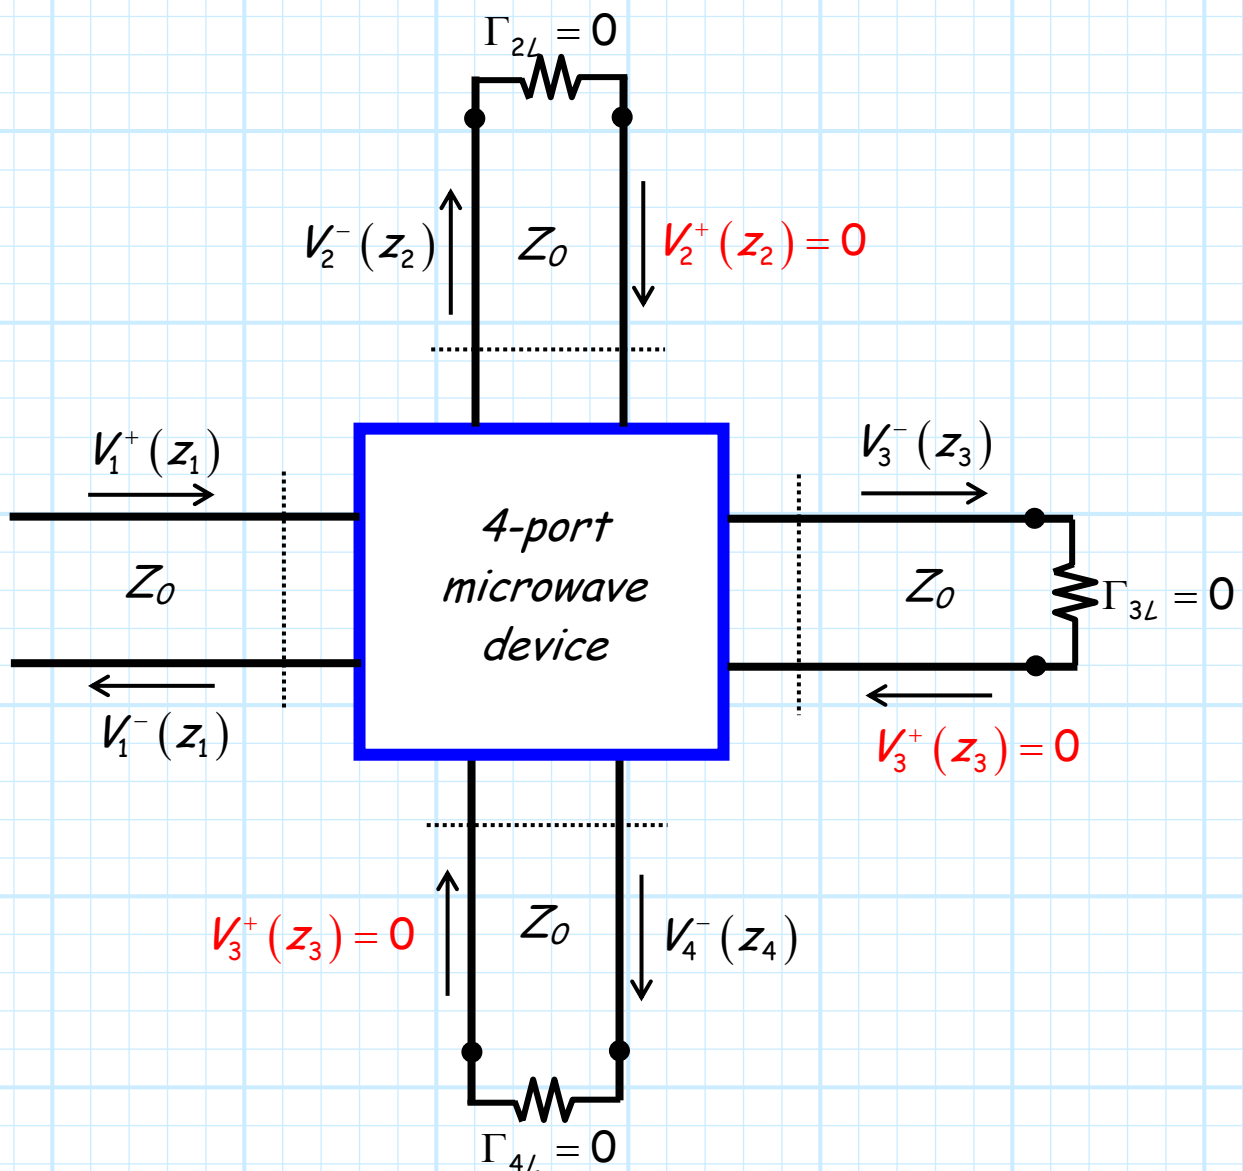 Γ₂L = 0
V₂⁻(z₂)
Z₀
V₂⁺(z₂) = 0
V₁⁺(z₁)
V₃⁻(z₃)
4-port
microwave
device
Z₀
Z₀
Γ₃L = 0
V₁⁻(z₁)
V₃⁺(z₃) = 0
V₃⁺(z₃) = 0
Z₀
V₄⁻(z₄)
Γ₄L = 0